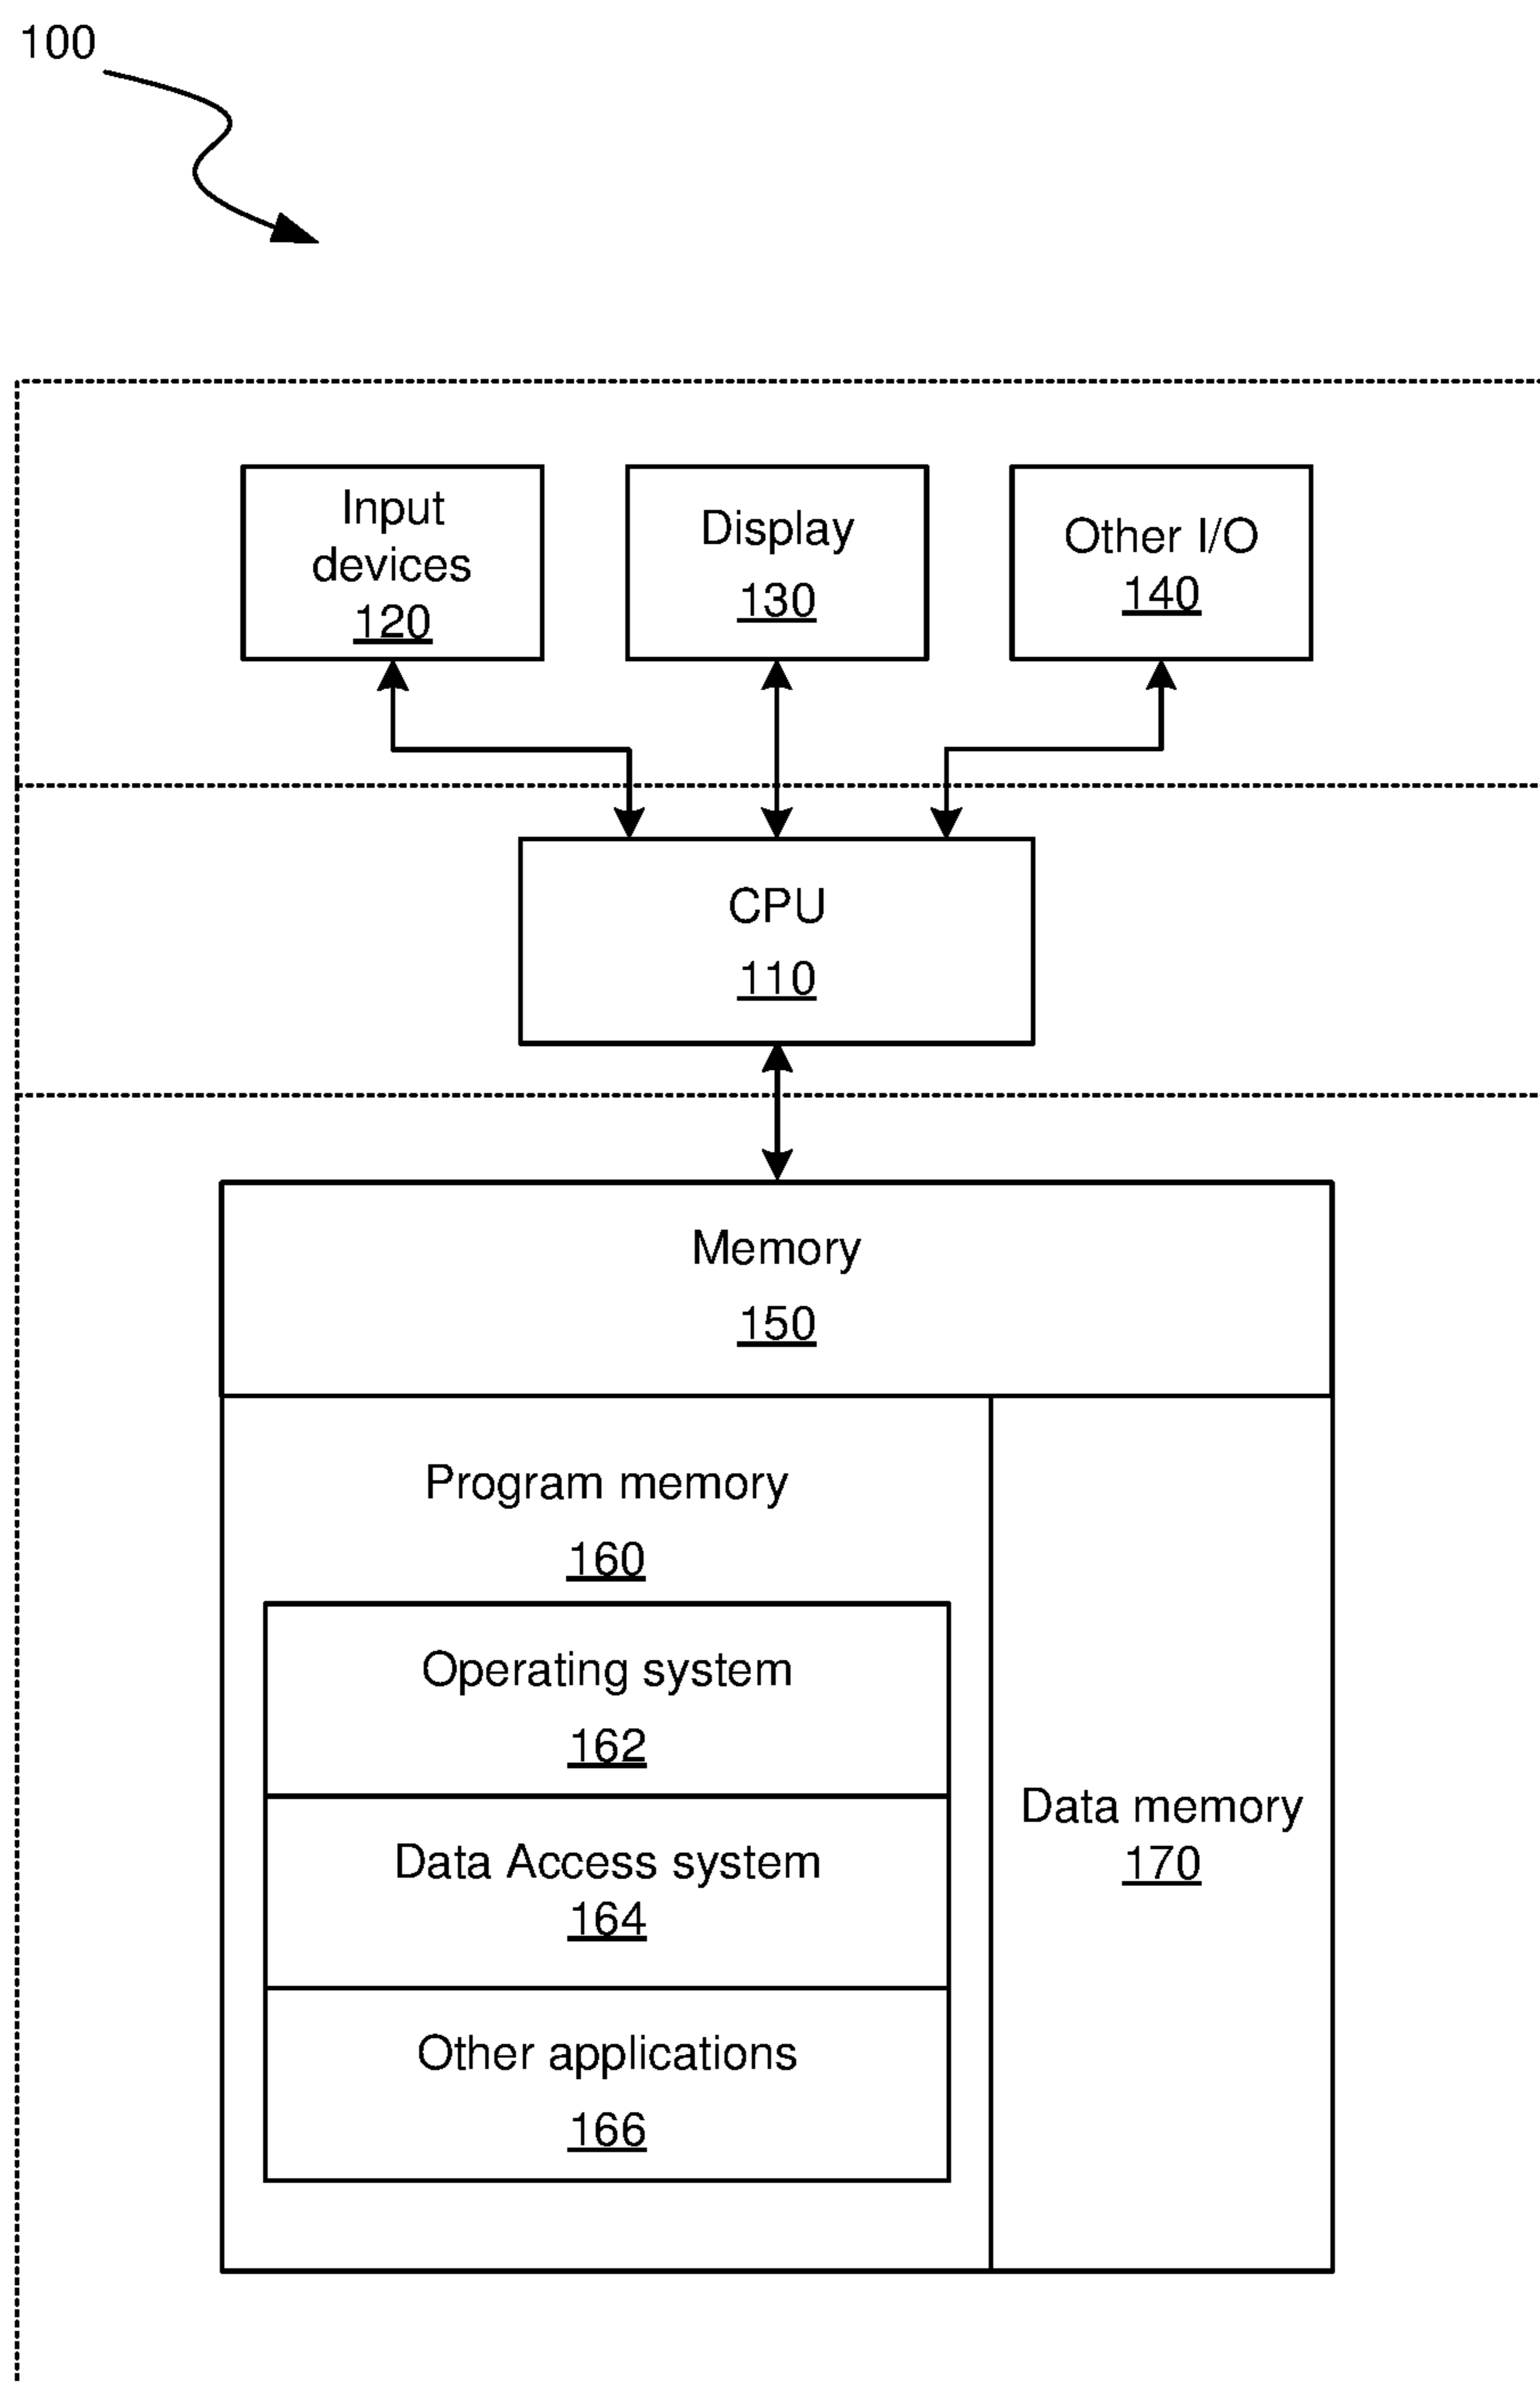 100
Input
devices
120
Display
130
Other I/O
140
CPU
110
Memory
150
Program memory
160
Operating system
162
Data Access system
164
Other applications
166
Data memory
170